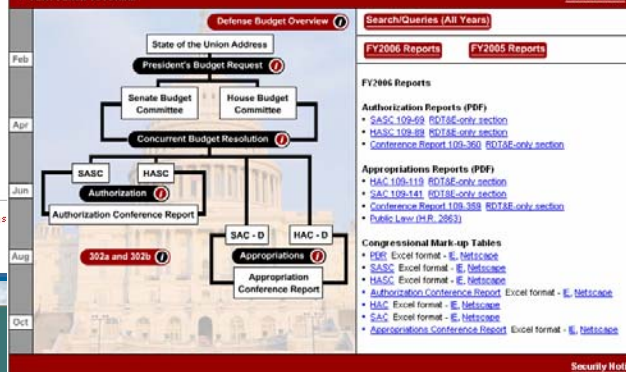 Defense Budget Overview i
Search/Queries (All Years)
State of the Union Address
FY2006 Reports FY2005 Reports
Feb
President's Budget Request i
FY2006 Reports
Senate Budget Committee
House Budget Committee
Authorization Reports (PDF)
• SASC 109-69 RDT&E-only section
• HASC 109-89 RDT&E-only section
• Conference Report 109-360 RDT&E-only section
Apr
Concurrent Budget Resolution i
Appropriations Reports (PDF)
• HAC 109-119 RDT&E-only section
• SAC 109-141 RDT&E-only section
• Conference Report 109-359 RDT&E-only section
• Public Law (H.R. 2863)
SASC HASC
Jun
Authorization i
Authorization Conference Report
SAC - D HAC - D
Aug
302a and 302b i
Appropriations i
Appropriation
Conference Report
Congressional Mark-up Tables
• PBR Excel format - IE, Netscape
• SASC Excel format - IE, Netscape
• HASC Excel format - IE, Netscape
• Authorization Conference Report Excel format - IE, Netscape
• HAC Excel format - IE, Netscape
• SAC Excel format - IE, Netscape
• Appropriations Conference Report Excel format - IE, Netscape
Oct